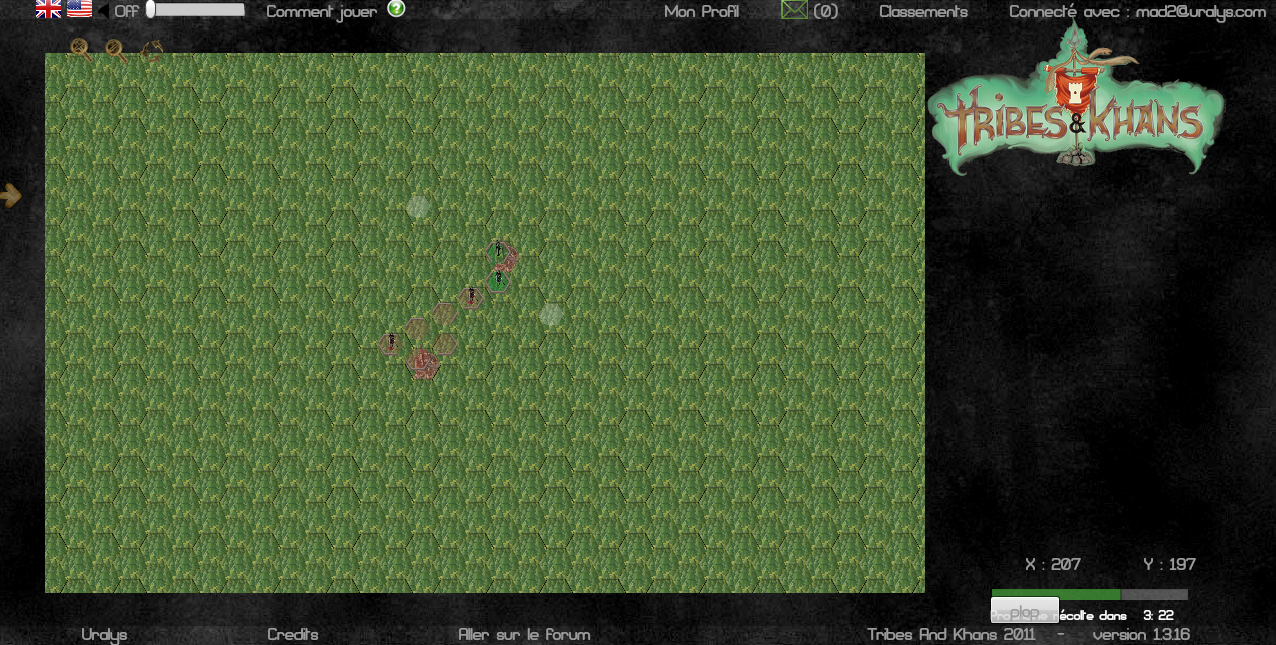 Off Comment jouer ? Mon Profil (0) Classements Connecté avec : mad2@uralys.com
TRIBES & KHANS
X : 207 Y : 197
plop
récolte dans 3: 22
Uralys Credits Aller sur le forum Tribes And Khans 2011 - version 1.3.16